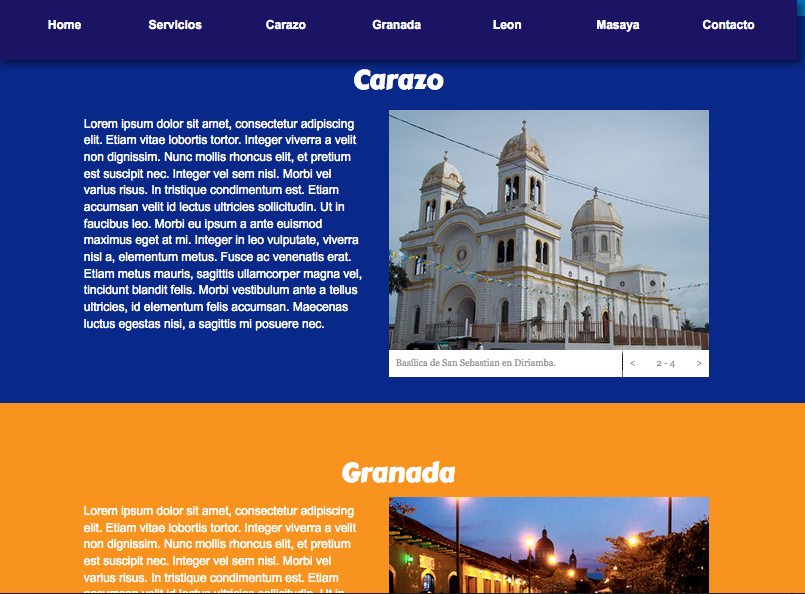 Home Servicios Carazo Granada Leon Masaya Contacto
Carazo
Lorem ipsum dolor sit amet, consectetur adipiscing
elit. Etiam vitae lobortis tortor. Integer viverra a velit
non dignissim. Nunc mollis rhoncus elit, et pretium
est suscipit nec. Integer vel sem nisl. Morbi vel
varius risus. In tristique condimentum est. Etiam
accumsan velit id lectus ultricies sollicitudin. Ut in
faucibus leo. Morbi eu ipsum a ante euismod
maximus eget at mi. Integer in leo vulputate, viverra
nisl a, elementum metus. Fusce ac venenatis erat.
Etiam metus mauris, sagittis ullamcorper magna vel,
tincidunt blandit felis. Morbi vestibulum ante a tellus
ultricies, id elementum felis accumsan. Maecenas
luctus egestas nisi, a sagittis mi posuere nec.
Basílica de San Sebastian en Diriamba. < 2 - 4 >
Granada
Lorem ipsum dolor sit amet, consectetur adipiscing
elit. Etiam vitae lobortis tortor. Integer viverra a velit
non dignissim. Nunc mollis rhoncus elit, et pretium
est suscipit nec. Integer vel sem nisl. Morbi vel
varius risus. In tristique condimentum est. Etiam